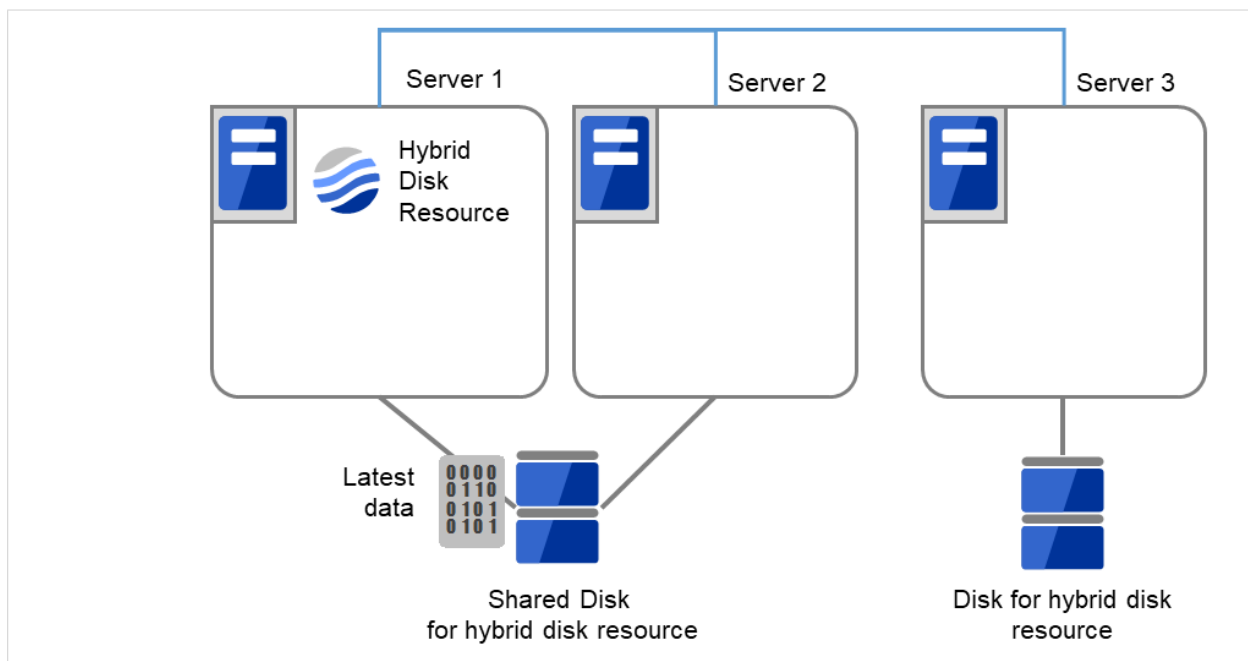 Server 1
Server 2
Server 3
Hybrid
Disk
Resource
Latest
data
0000
0110
0101
0101
Shared Disk
for hybrid disk resource
Disk for hybrid disk
resource